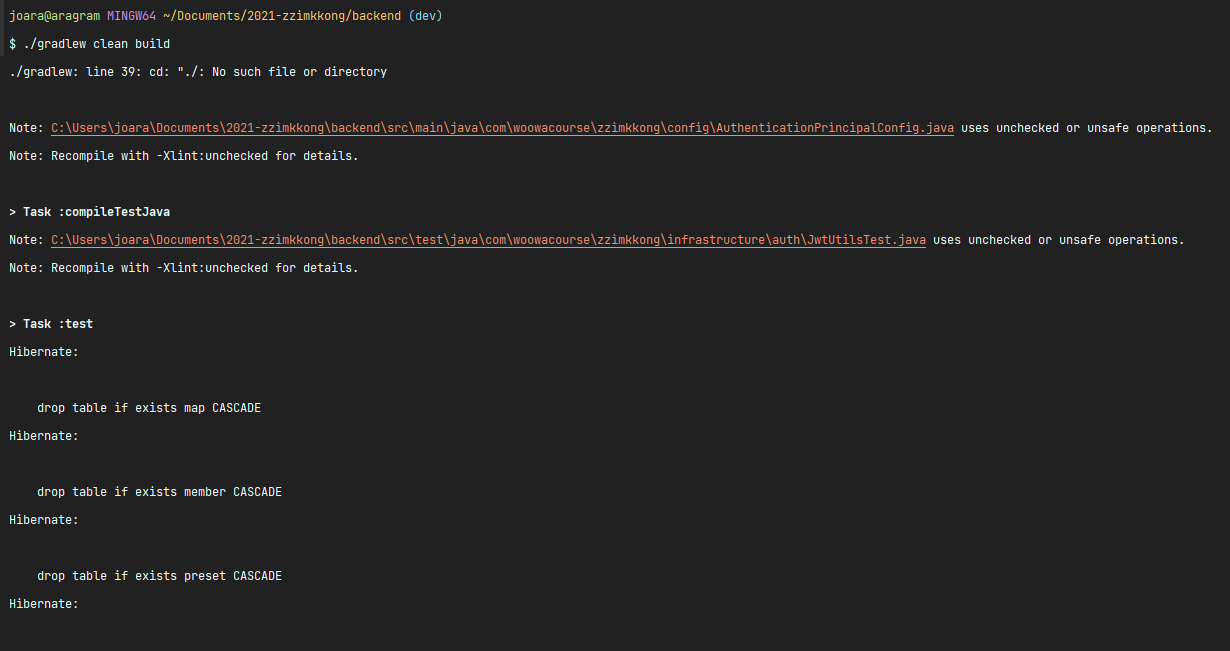 joara@aragram MINGW64 ~/Documents/2021-zzimkkong/backend (dev)
$ ./gradlew clean build
./gradlew: line 39: cd: "./: No such file or directory
Note: C:\Users\joara\Documents\2021-zzimkkong\backend\src\main\java\com\woowacourse\zzimkkong\config\AuthenticationPrincipalConfig.java uses unchecked or unsafe operations.
Note: Recompile with -Xlint:unchecked for details.
> Task :compileTestJava
Note: C:\Users\joara\Documents\2021-zzimkkong\backend\src\test\java\com\woowacourse\zzimkkong\infrastructure\auth\JwtUtilsTest.java uses unchecked or unsafe operations.
Note: Recompile with -Xlint:unchecked for details.
> Task :test
Hibernate:
drop table if exists map CASCADE
Hibernate:
drop table if exists member CASCADE
Hibernate:
drop table if exists preset CASCADE
Hibernate: